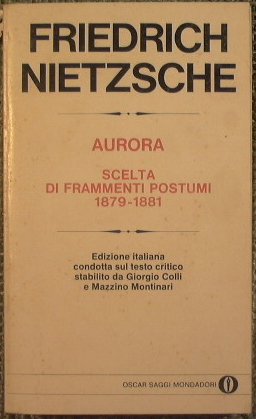 FRIEDRICH
NIETZSCHE
AURORA
SCELTA
DI FRAMMENTI POSTUMI
1879-1881
Edizione italiana
condotta sul testo critico
stabilito da Giorgio Colli
e Mazzino Montinari
OSCAR SAGGI MONDADORI